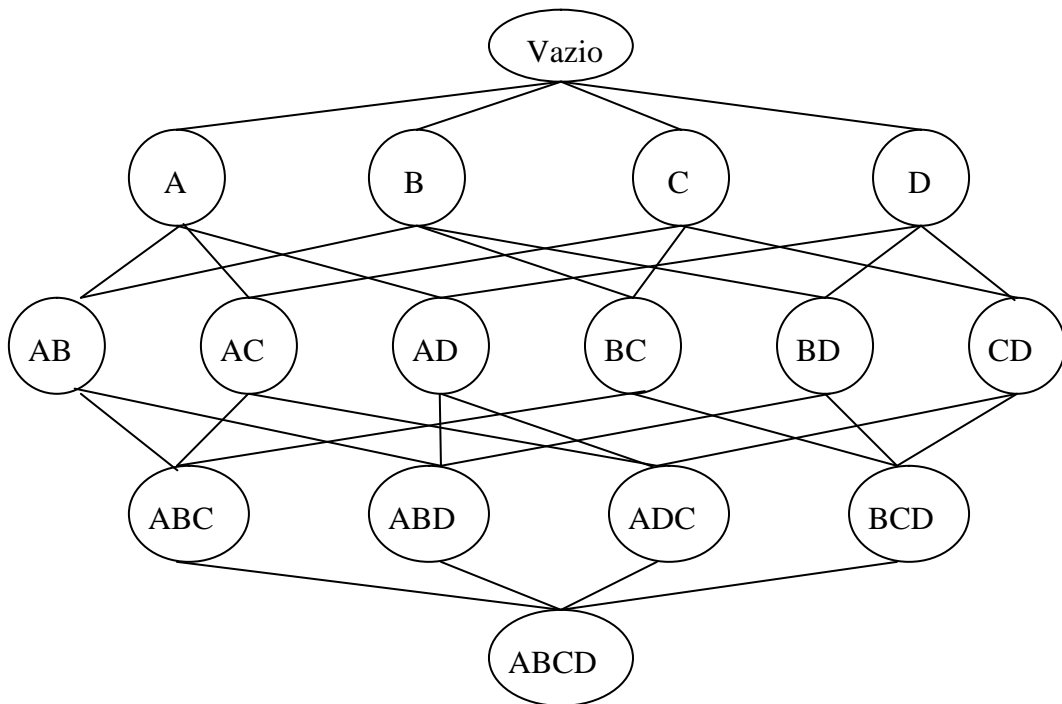 Vazio
A B C D
AB AC AD BC BD CD
ABC ABD ADC BCD
ABCD